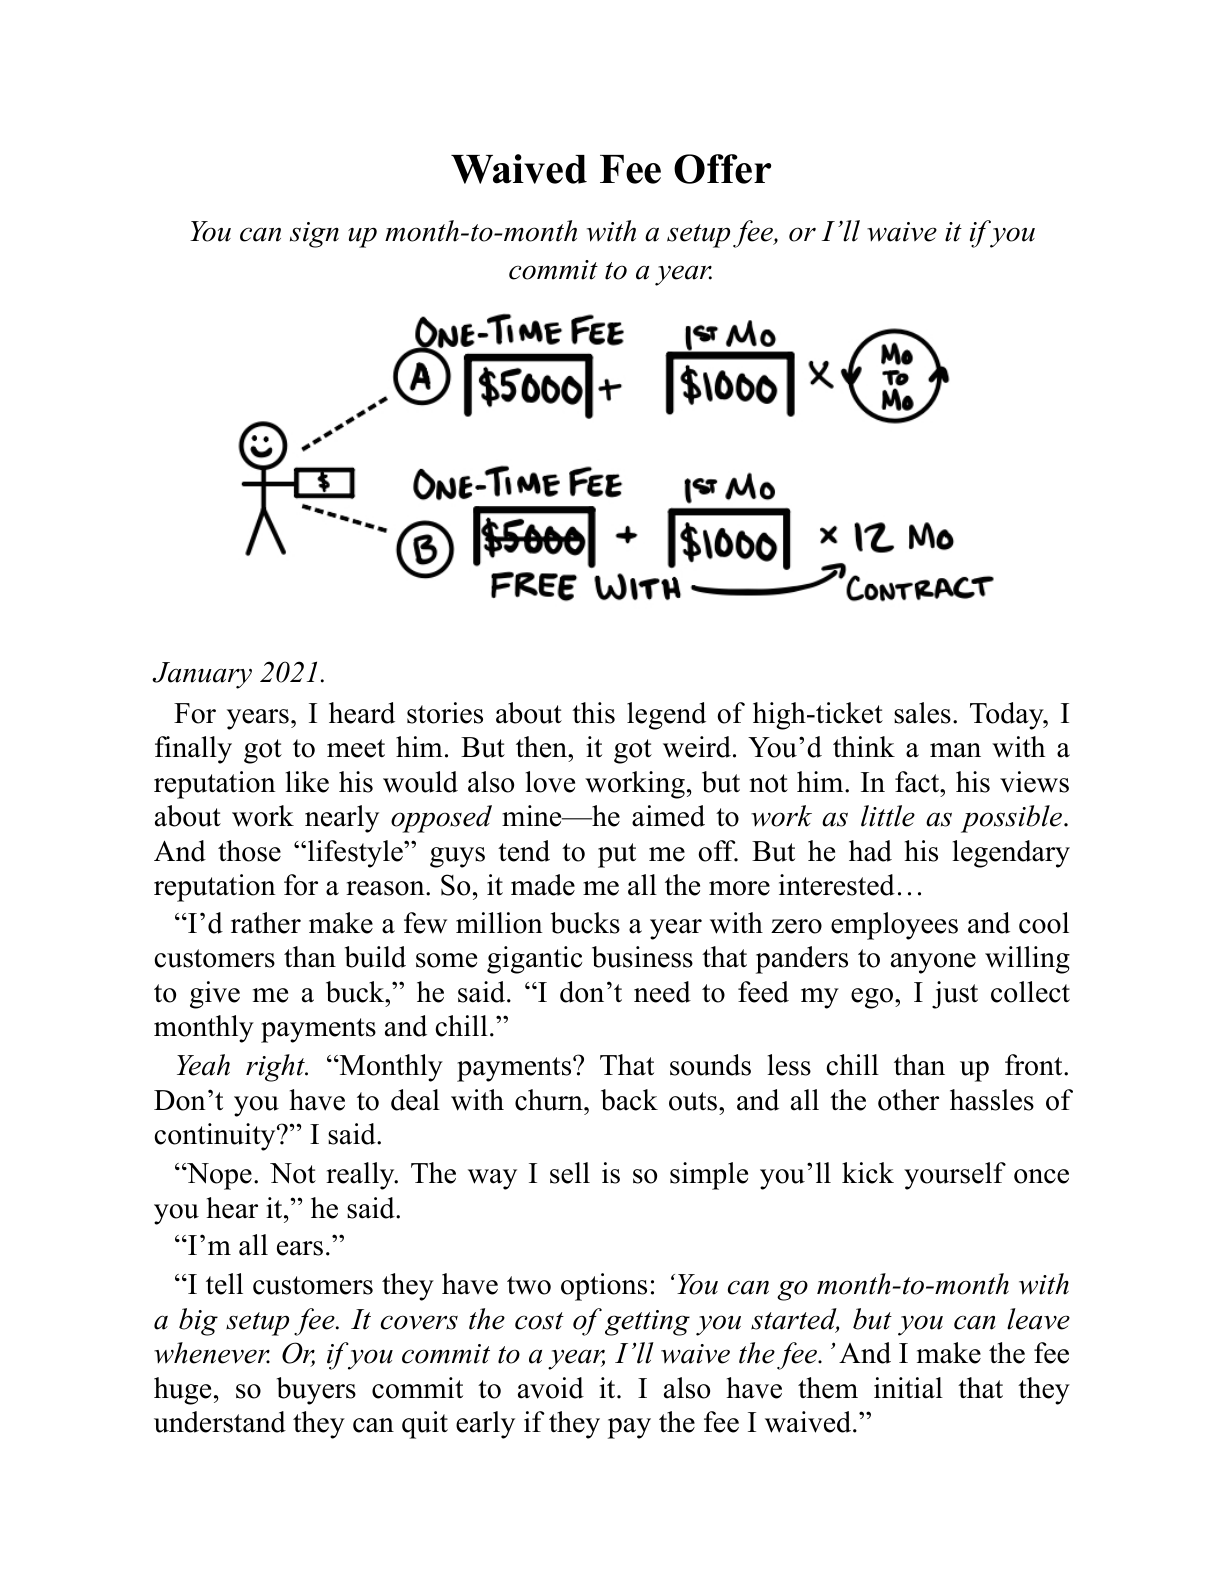 Waived Fee Offer
You can sign up month-to-month with a setup fee, or I’ll waive it if you
commit to a year.
ONE-TIME FEE 1ST MO
A $5000 + $1000 × MO TO MO
$
ONE-TIME FEE 1ST MO
B $5000 + $1000 × 12 MO
FREE WITH CONTRACT
January 2021.
For years, I heard stories about this legend of high-ticket sales. Today, I
finally got to meet him. But then, it got weird. You’d think a man with a
reputation like his would also love working, but not him. In fact, his views
about work nearly opposed mine—he aimed to work as little as possible.
And those “lifestyle” guys tend to put me off. But he had his legendary
reputation for a reason. So, it made me all the more interested…
“I’d rather make a few million bucks a year with zero employees and cool
customers than build some gigantic business that panders to anyone willing
to give me a buck,” he said. “I don’t need to feed my ego, I just collect
monthly payments and chill.”
Yeah right. “Monthly payments? That sounds less chill than up front.
Don’t you have to deal with churn, back outs, and all the other hassles of
continuity?” I said.
“Nope. Not really. The way I sell is so simple you’ll kick yourself once
you hear it,” he said.
“I’m all ears.”
“I tell customers they have two options: ‘You can go month-to-month with
a big setup fee. It covers the cost of getting you started, but you can leave
whenever. Or, if you commit to a year, I’ll waive the fee.’ And I make the fee
huge, so buyers commit to avoid it. I also have them initial that they
understand they can quit early if they pay the fee I waived.”